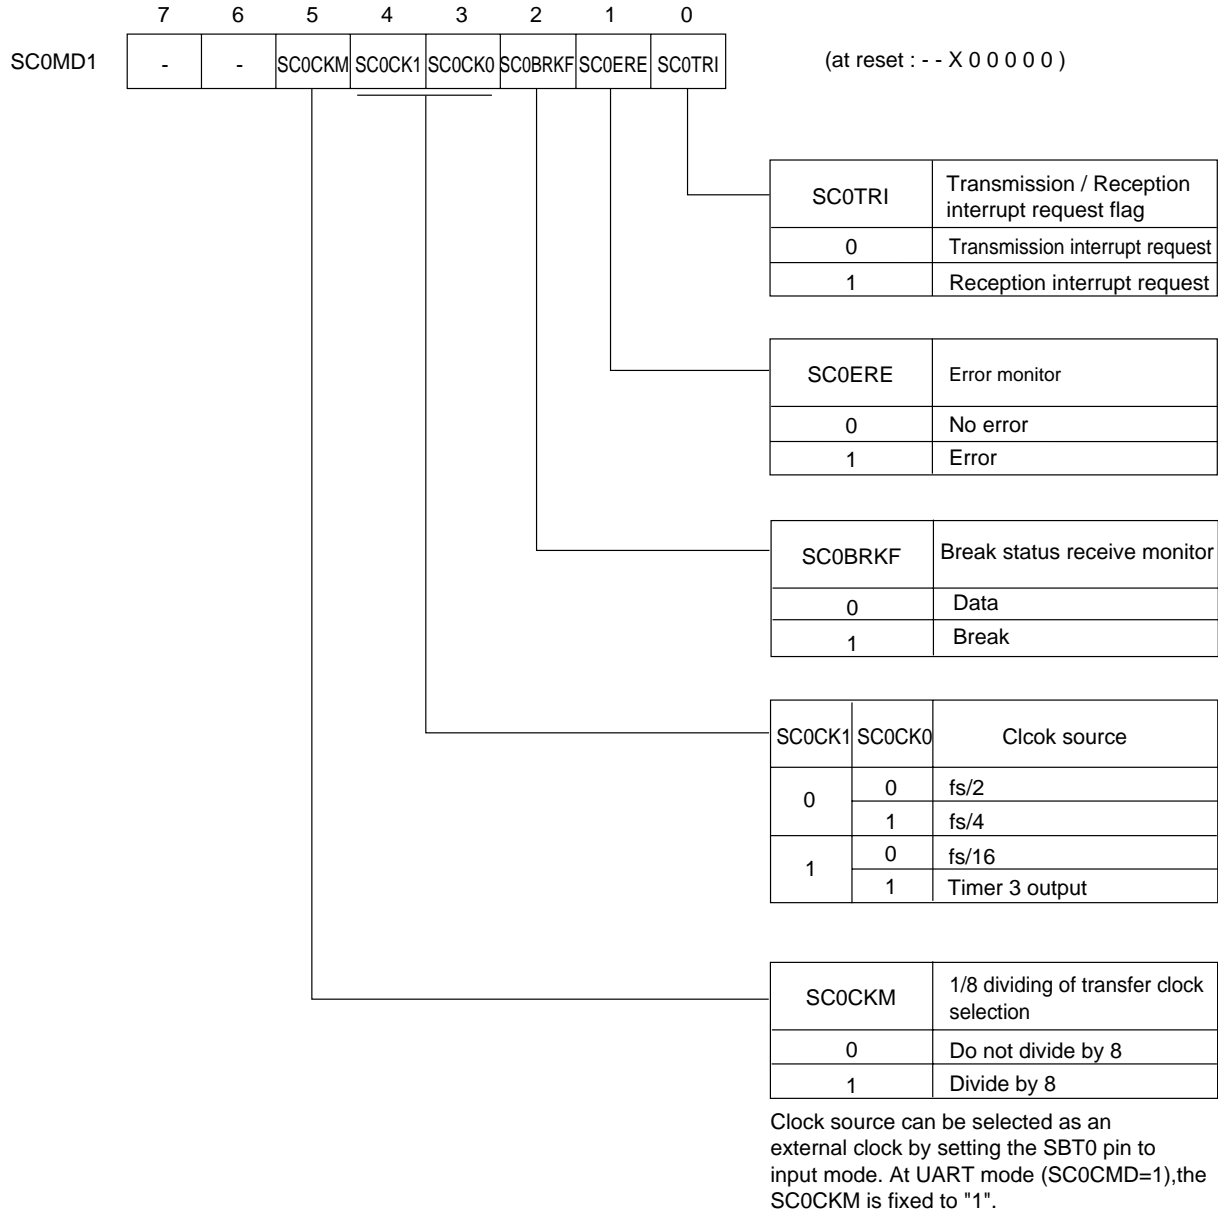 7 6 5 4 3 2 1 0
SC0MD1 - - SC0CKM SC0CK1 SC0CK0 SC0BRKF SC0ERE SC0TRI (at reset : - - X 0 0 0 0 0 )
SC0TRI Transmission / Reception
interrupt request flag
0 Transmission interrupt request
1 Reception interrupt request
SC0ERE Error monitor
0 No error
1 Error
SC0BRKF Break status receive monitor
0 Data
1 Break
SC0CK1 SC0CK0 Clcok source
0 0 fs/2
1 fs/4
1 0 fs/16
1 Timer 3 output
SC0CKM 1/8 dividing of transfer clock
selection
0 Do not divide by 8
1 Divide by 8
Clock source can be selected as an
external clock by setting the SBT0 pin to
input mode. At UART mode (SC0CMD=1),the
SC0CKM is fixed to "1".